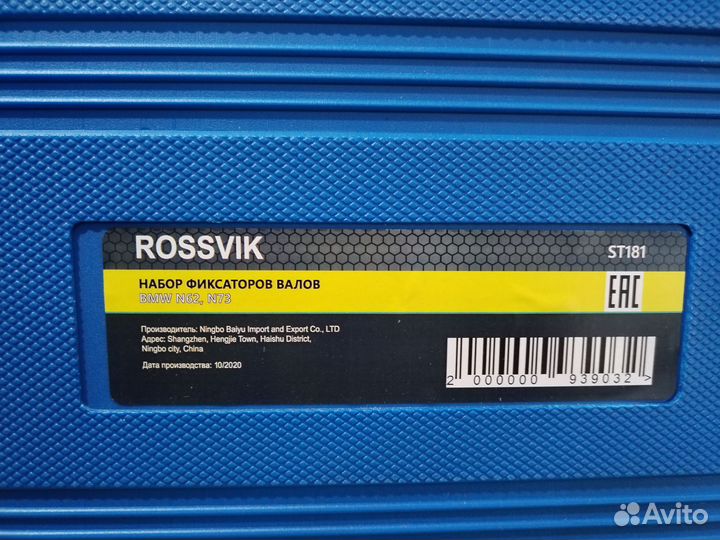 ROSSVIK
ST181
НАБОР ФИКСАТОРОВ ВАЛОВ
BMW N62, N73
EAC
Производитель: Ningbo Baiyu Import and Export Co., LTD
Адрес: Shangzhen, Hengjie Town, Haishu District,
Ningbo city, China
Дата производства: 10/2020
2 000000 939032 >
Avito